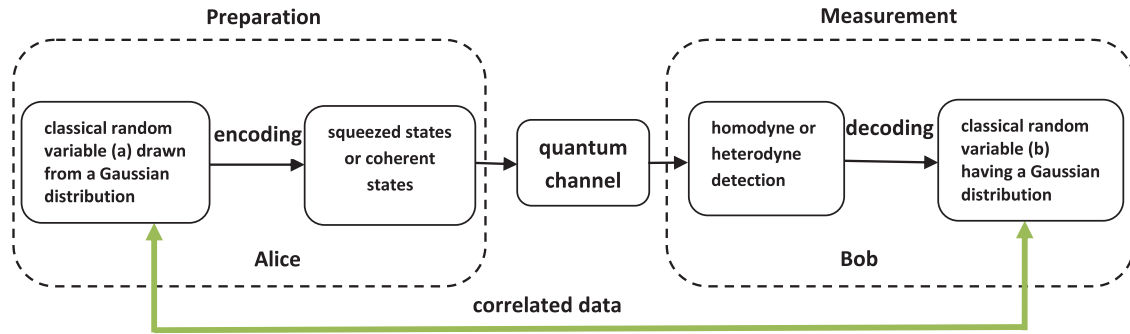 Preparation
Measurement
classical random
variable (a) drawn
from a Gaussian
distribution
encoding
squeezed states
or coherent
states
quantum
channel
homodyne or
heterodyne
detection
decoding
classical random
variable (b)
having a Gaussian
distribution
Alice
Bob
correlated data